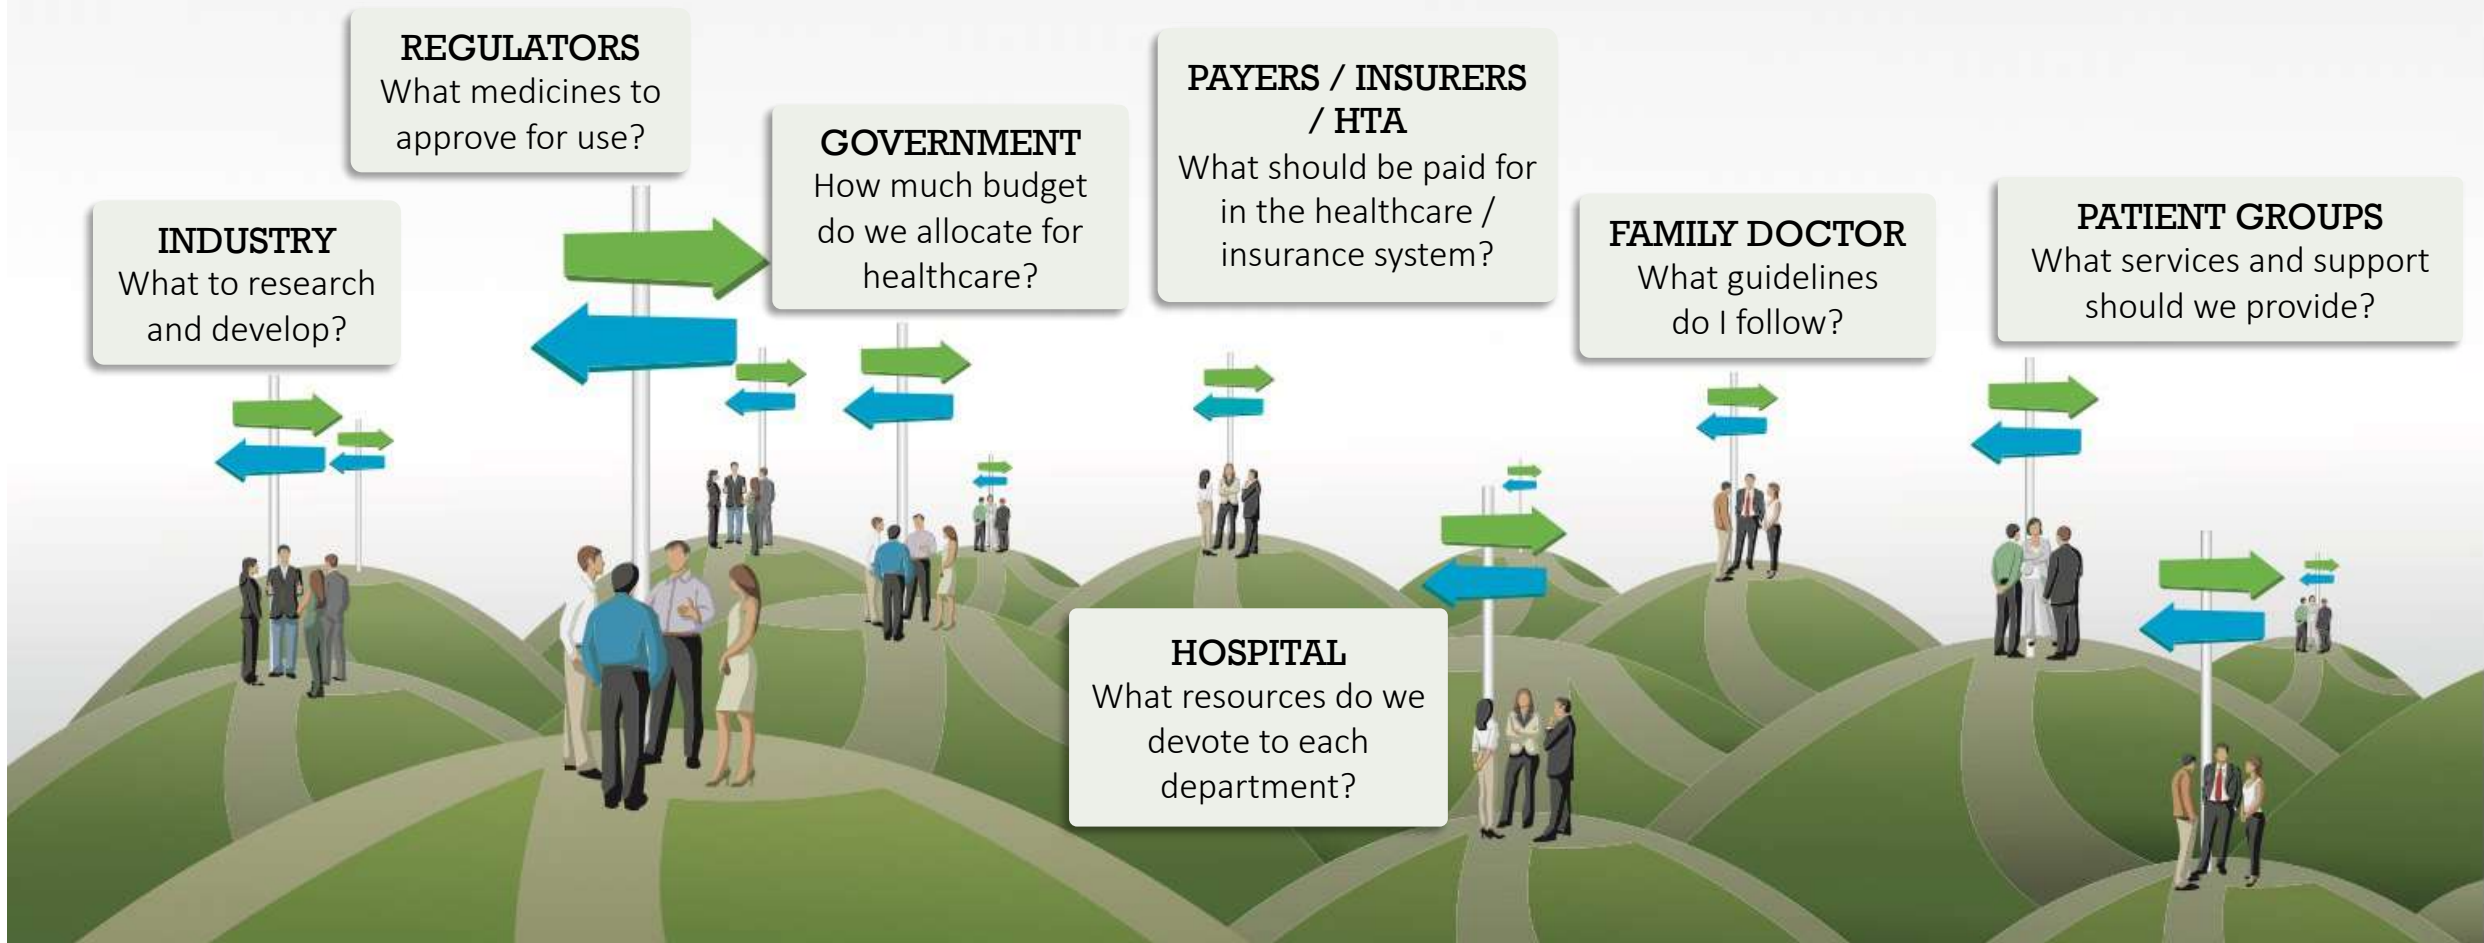 INDUSTRY
What to research
and develop?
REGULATORS
What medicines to
approve for use?
GOVERNMENT
How much budget
do we allocate for
healthcare?
PAYERS / INSURERS
/ HTA
What should be paid for
in the healthcare /
insurance system?
HOSPITAL
What resources do we
devote to each
department?
FAMILY DOCTOR
What guidelines
do I follow?
PATIENT GROUPS
What services and support
should we provide?